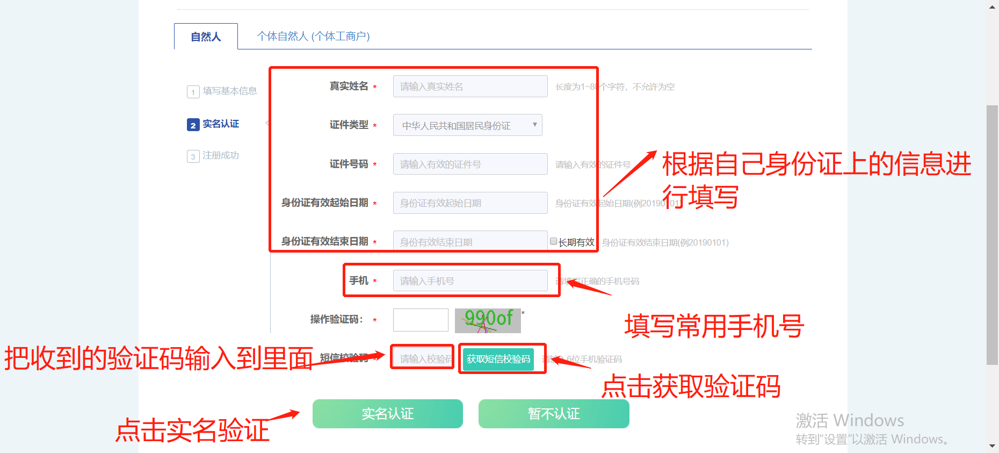 自然人
个体自然人 (个体工商户)
1 填写基本信息
2 实名认证
3 注册成功
真实姓名 *
请输入真实姓名
长度为1~80个字符，不允许为空
证件类型 *
中华人民共和国居民身份证
证件号码 *
请输入有效的证件号
请输入有效的证件号
身份证有效起始日期 *
身份证有效起始日期
身份证有效起始日期(例20190101)
身份证有效结束日期 *
身份有效结束日期
长期有效
身份证有效结束日期(例20190101)
根据自己身份证上的信息进
行填写
手机 *
请输入手机号
请填写正确的手机号码
填写常用手机号
操作验证码： *
990of
*
把收到的验证码输入到里面
短信校验码 *
请输入校验码
获取短信校验码
请输入6位手机验证码
点击获取验证码
实名认证
暂不认证
点击实名验证
激活 Windows
转到“设置”以激活 Windows。